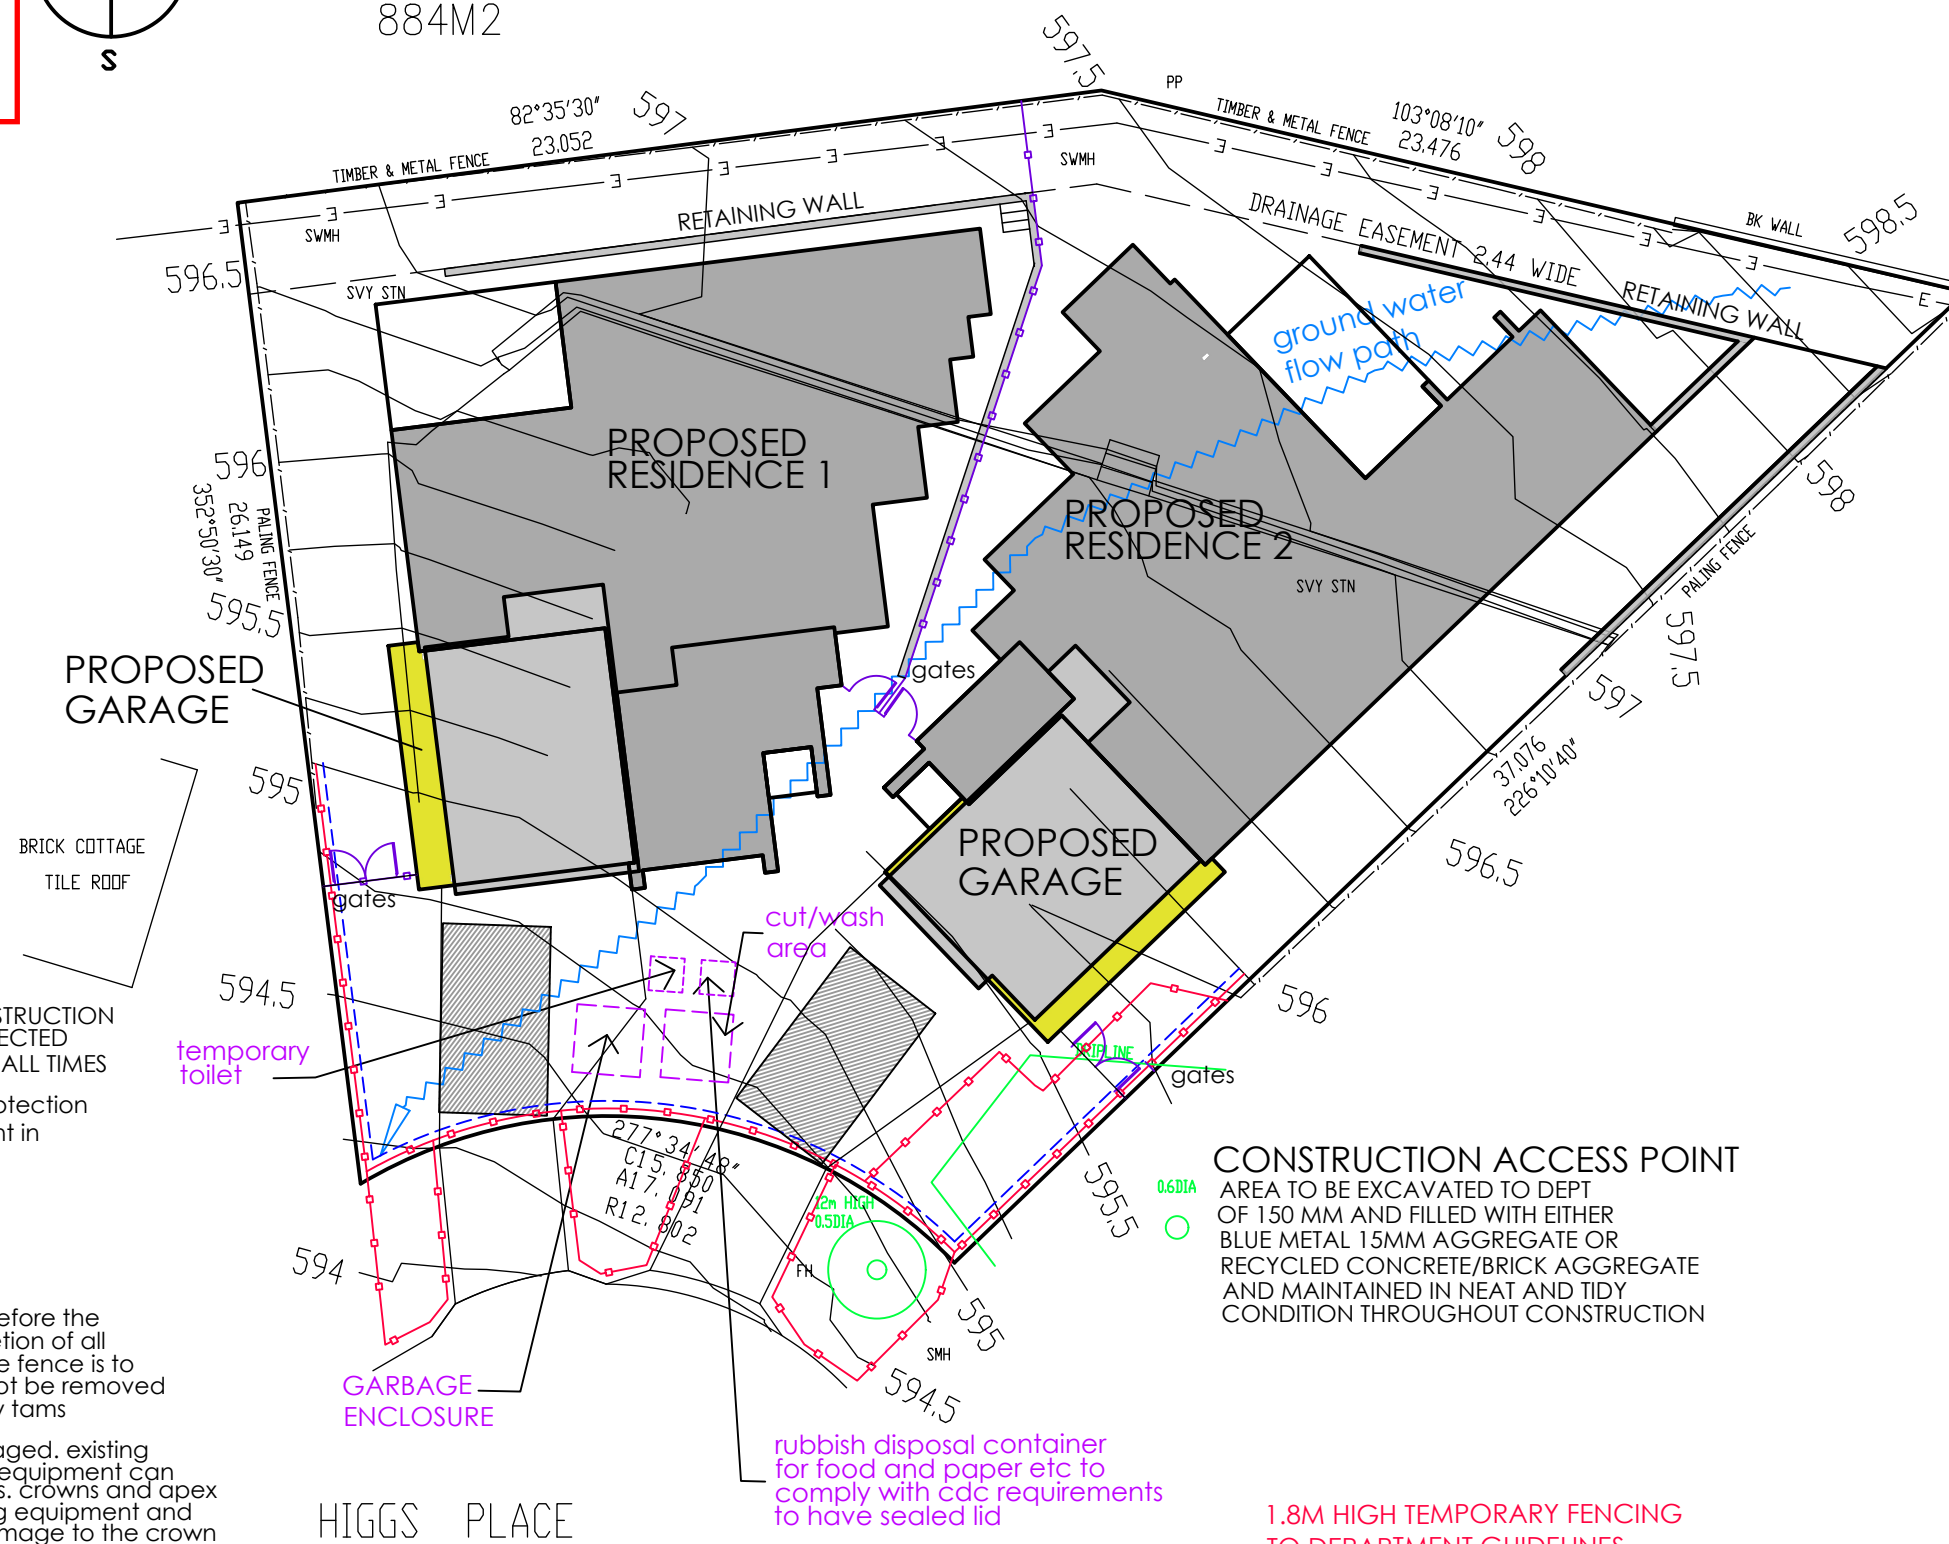 S
884M2
597.5
PP
82°35'30"
23.052
597
TIMBER & METAL FENCE
TIMBER & METAL FENCE
103°08'10"
23.476
598
SWMH
SWMH
RETAINING WALL
DRAINAGE EASEMENT 2.44 WIDE
BK WALL
598.5
596.5
SVY STN
RETAINING WALL
ground water
flow path
E
PROPOSED
RESIDENCE 1
596
352°50'30"
26.149
PALING FENCE
PROPOSED
RESIDENCE 2
SVY STN
598
PALING FENCE
595.5
597.5
597
PROPOSED
GARAGE
gates
595
37.076
226°10'40"
BRICK COTTAGE
TILE ROOF
gates
PROPOSED
GARAGE
596.5
cut/wash
area
594.5
596
STRUCTION
ECTED
ALL TIMES
temporary
toilet
DRIPLINE
gates
otection
nt in
277°34'48"
C15.850
A17.091
R12.802
595.5
CONSTRUCTION ACCESS POINT
0.6DIA
AREA TO BE EXCAVATED TO DEPT
OF 150 MM AND FILLED WITH EITHER
BLUE METAL 15MM AGGREGATE OR
RECYCLED CONCRETE/BRICK AGGREGATE
AND MAINTAINED IN NEAT AND TIDY
CONDITION THROUGHOUT CONSTRUCTION
12m HIGH
0.5DIA
FH
594
595
SMH
594.5
efore the
etion of all
e fence is to
ot be removed
y tams
GARBAGE
ENCLOSURE
aged. existing
equipment can
s. crowns and apex
g equipment and
mage to the crown
rubbish disposal container
for food and paper etc to
comply with cdc requirements
to have sealed lid
HIGGS PLACE
1.8M HIGH TEMPORARY FENCING
TO DEPARTMENT GUIDELINES